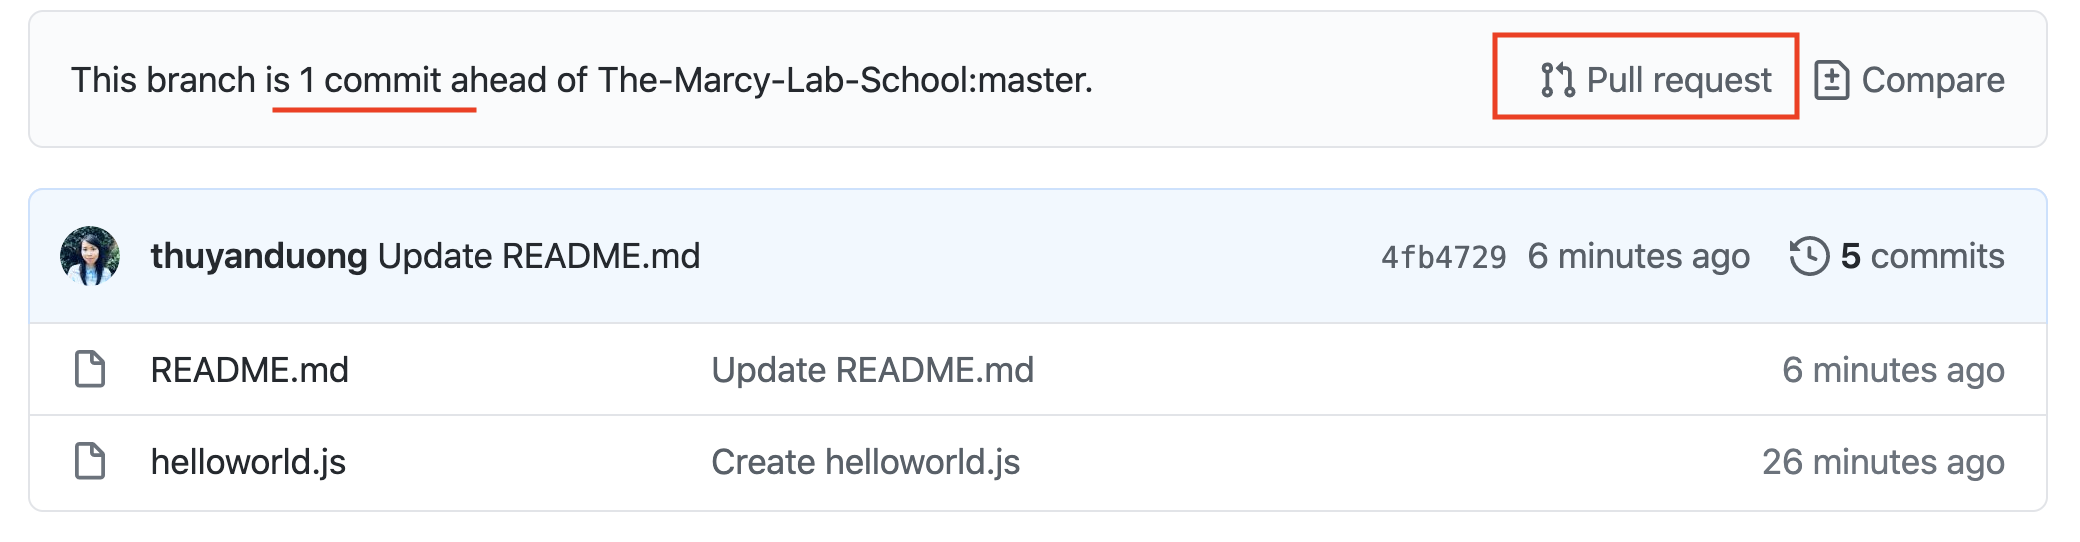 This branch is 1 commit ahead of The-Marcy-Lab-School:master. Pull request Compare
thuyanduong Update README.md 4fb4729 6 minutes ago 5 commits
README.md Update README.md 6 minutes ago
helloworld.js Create helloworld.js 26 minutes ago